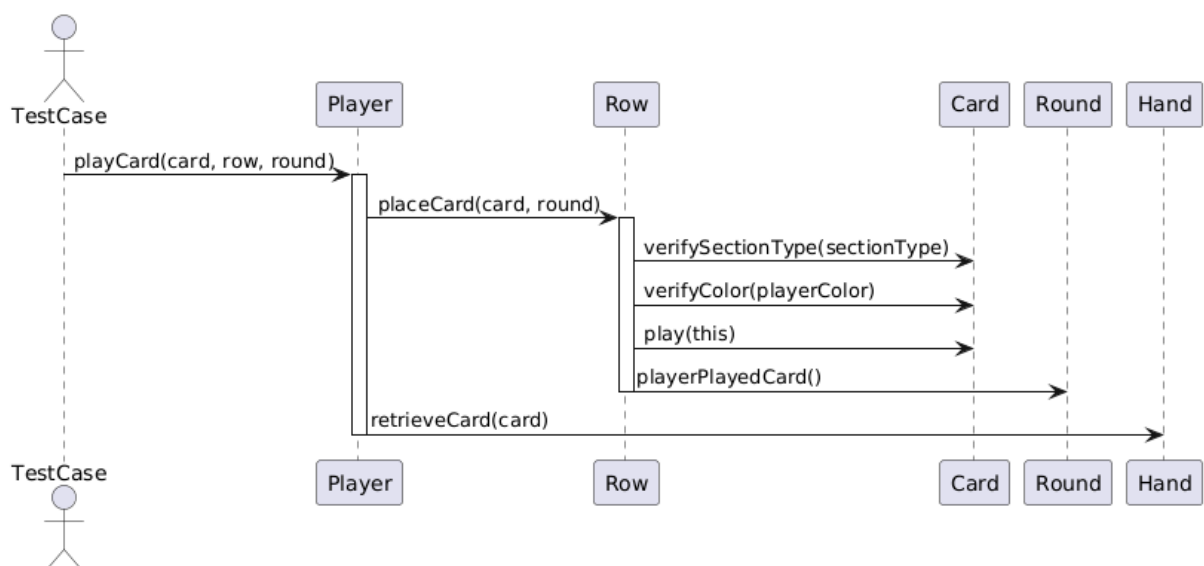 TestCase
Player
Row
Card
Round
Hand
playCard(card, row, round)
placeCard(card, round)
verifySectionType(sectionType)
verifyColor(playerColor)
play(this)
playerPlayedCard()
retrieveCard(card)
TestCase
Player
Row
Card
Round
Hand